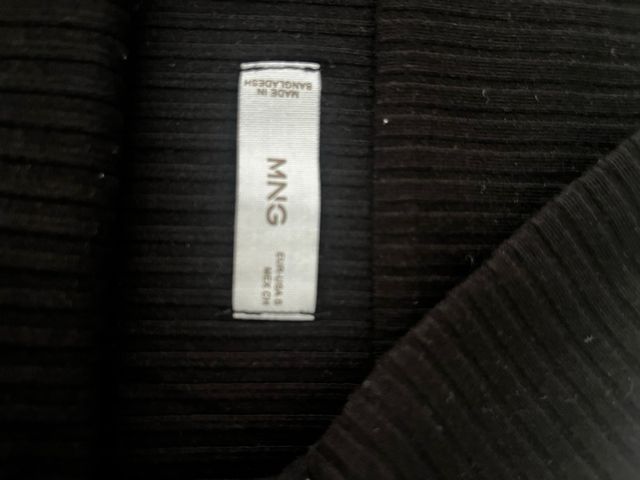 MADE IN
BANGLADESH
MNG
EUR-USA S
MEX CH